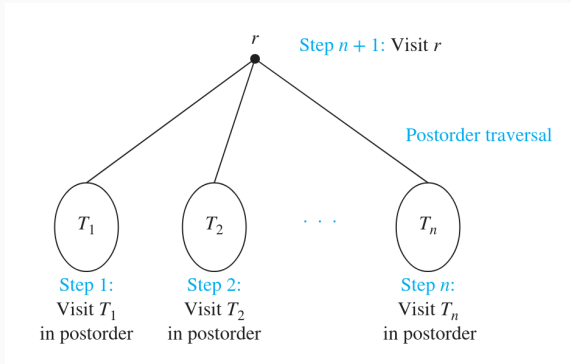 r
Step n + 1: Visit r
Postorder traversal
T₁
T₂
. . .
Tₙ
Step 1:
Visit T₁
in postorder
Step 2:
Visit T₂
in postorder
Step n:
Visit Tₙ
in postorder